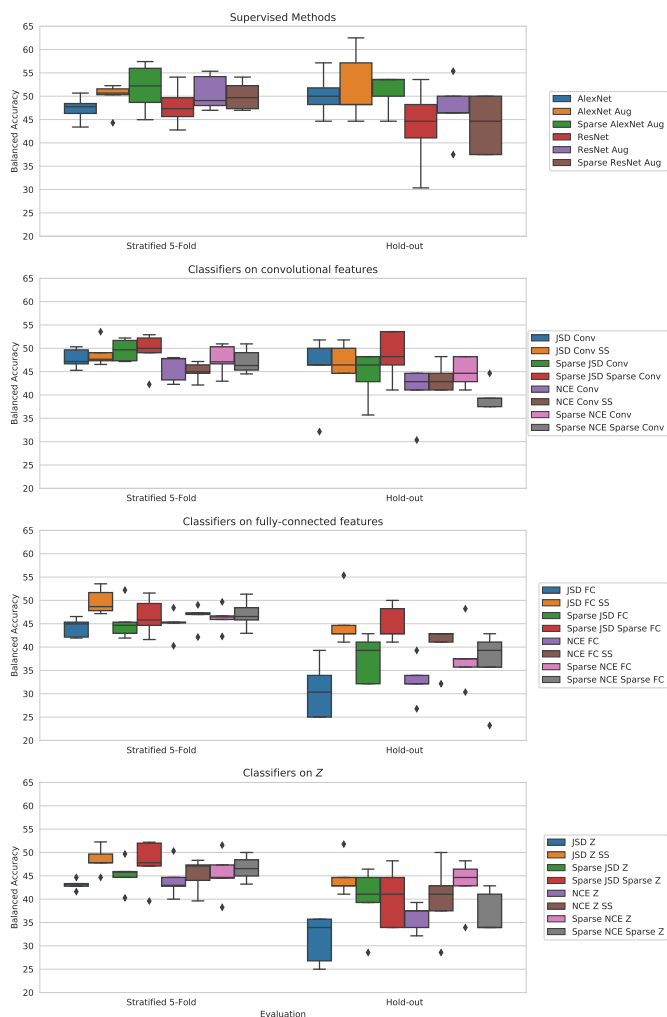 Supervised Methods
65
60
55
50
45
40
35
30
25
20
Balanced Accuracy
Stratified 5-Fold
Hold-out
AlexNet
AlexNet Aug
Sparse AlexNet Aug
ResNet
ResNet Aug
Sparse ResNet Aug
Classifiers on convolutional features
65
60
55
50
45
40
35
30
25
20
Balanced Accuracy
Stratified 5-Fold
Hold-out
JSD Conv
JSD Conv SS
Sparse JSD Conv
Sparse JSD Sparse Conv
NCE Conv
NCE Conv SS
Sparse NCE Conv
Sparse NCE Sparse Conv
Classifiers on fully-connected features
65
60
55
50
45
40
35
30
25
20
Balanced Accuracy
Stratified 5-Fold
Hold-out
JSD FC
JSD FC SS
Sparse JSD FC
Sparse JSD Sparse FC
NCE FC
NCE FC SS
Sparse NCE FC
Sparse NCE Sparse FC
Classifiers on Z
65
60
55
50
45
40
35
30
25
20
Balanced Accuracy
Stratified 5-Fold
Hold-out
Evaluation
JSD Z
JSD Z SS
Sparse JSD Z
Sparse JSD Sparse Z
NCE Z
NCE Z SS
Sparse NCE Z
Sparse NCE Sparse Z